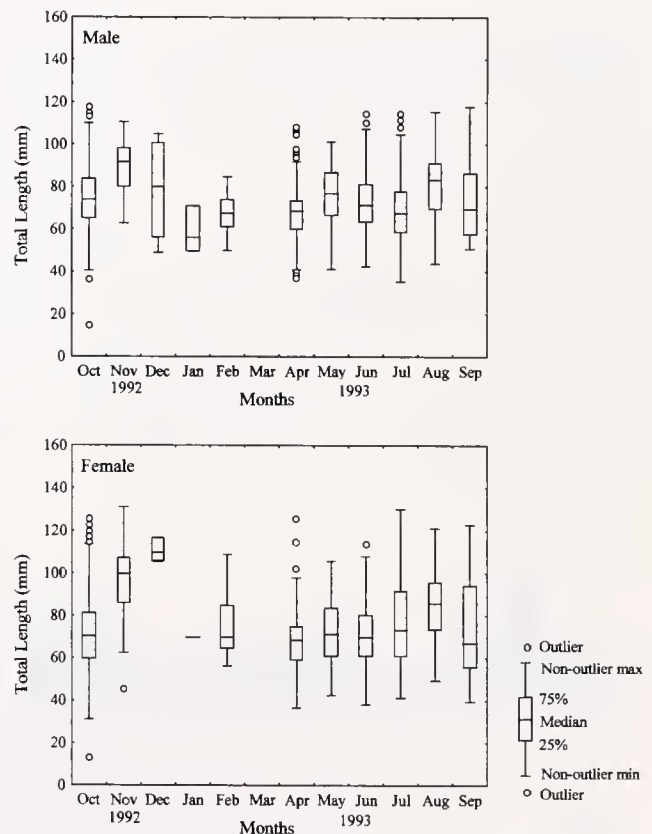 Male
160
140
120
100
80
60
40
20
0
Total Length (mm)
Oct Nov Dec Jan Feb Mar Apr May Jun Jul Aug Sep
1992 1993
Months
Female
160
140
120
100
80
60
40
20
0
Total Length (mm)
Oct Nov Dec Jan Feb Mar Apr May Jun Jul Aug Sep
1992 1993
Months
Outlier
Non-outlier max
75%
Median
25%
Non-outlier min
Outlier